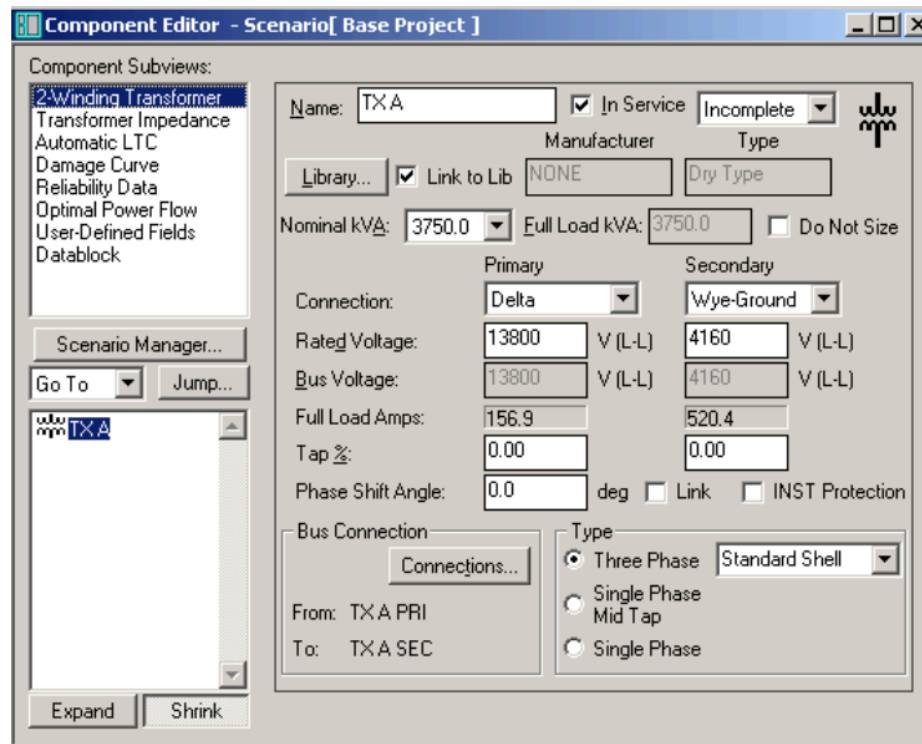 Component Editor - Scenario[ Base Project ]
Component Subviews:
2-Winding Transformer
Transformer Impedance
Automatic LTC
Damage Curve
Reliability Data
Optimal Power Flow
User-Defined Fields
Datablock
Scenario Manager...
Go To Jump...
TX A
Expand Shrink
Name: TX A In Service Incomplete
Manufacturer Type
Library... Link to Lib NONE Dry Type
Nominal kVA: 3750.0 Full Load kVA: 3750.0 Do Not Size
Primary Secondary
Connection: Delta Wye-Ground
Rated Voltage: 13800 V (L-L) 4160 V (L-L)
Bus Voltage: 13800 V (L-L) 4160 V (L-L)
Full Load Amps: 156.9 520.4
Tap %: 0.00 0.00
Phase Shift Angle: 0.0 deg Link INST Protection
Bus Connection
Connections...
From: TX A PRI
To: TX A SEC
Type
Three Phase Standard Shell
Single Phase
Mid Tap
Single Phase